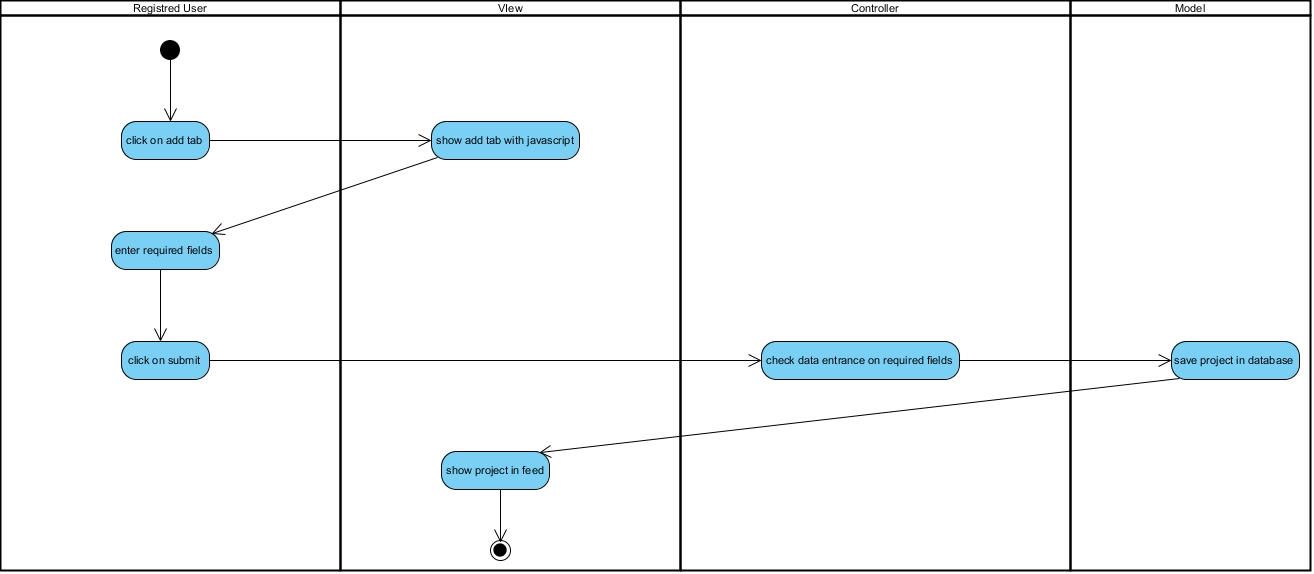 Registred User
VIew
Controller
Model
click on add tab
show add tab with javascript
enter required fields
click on submit
check data entrance on required fields
save project in database
show project in feed